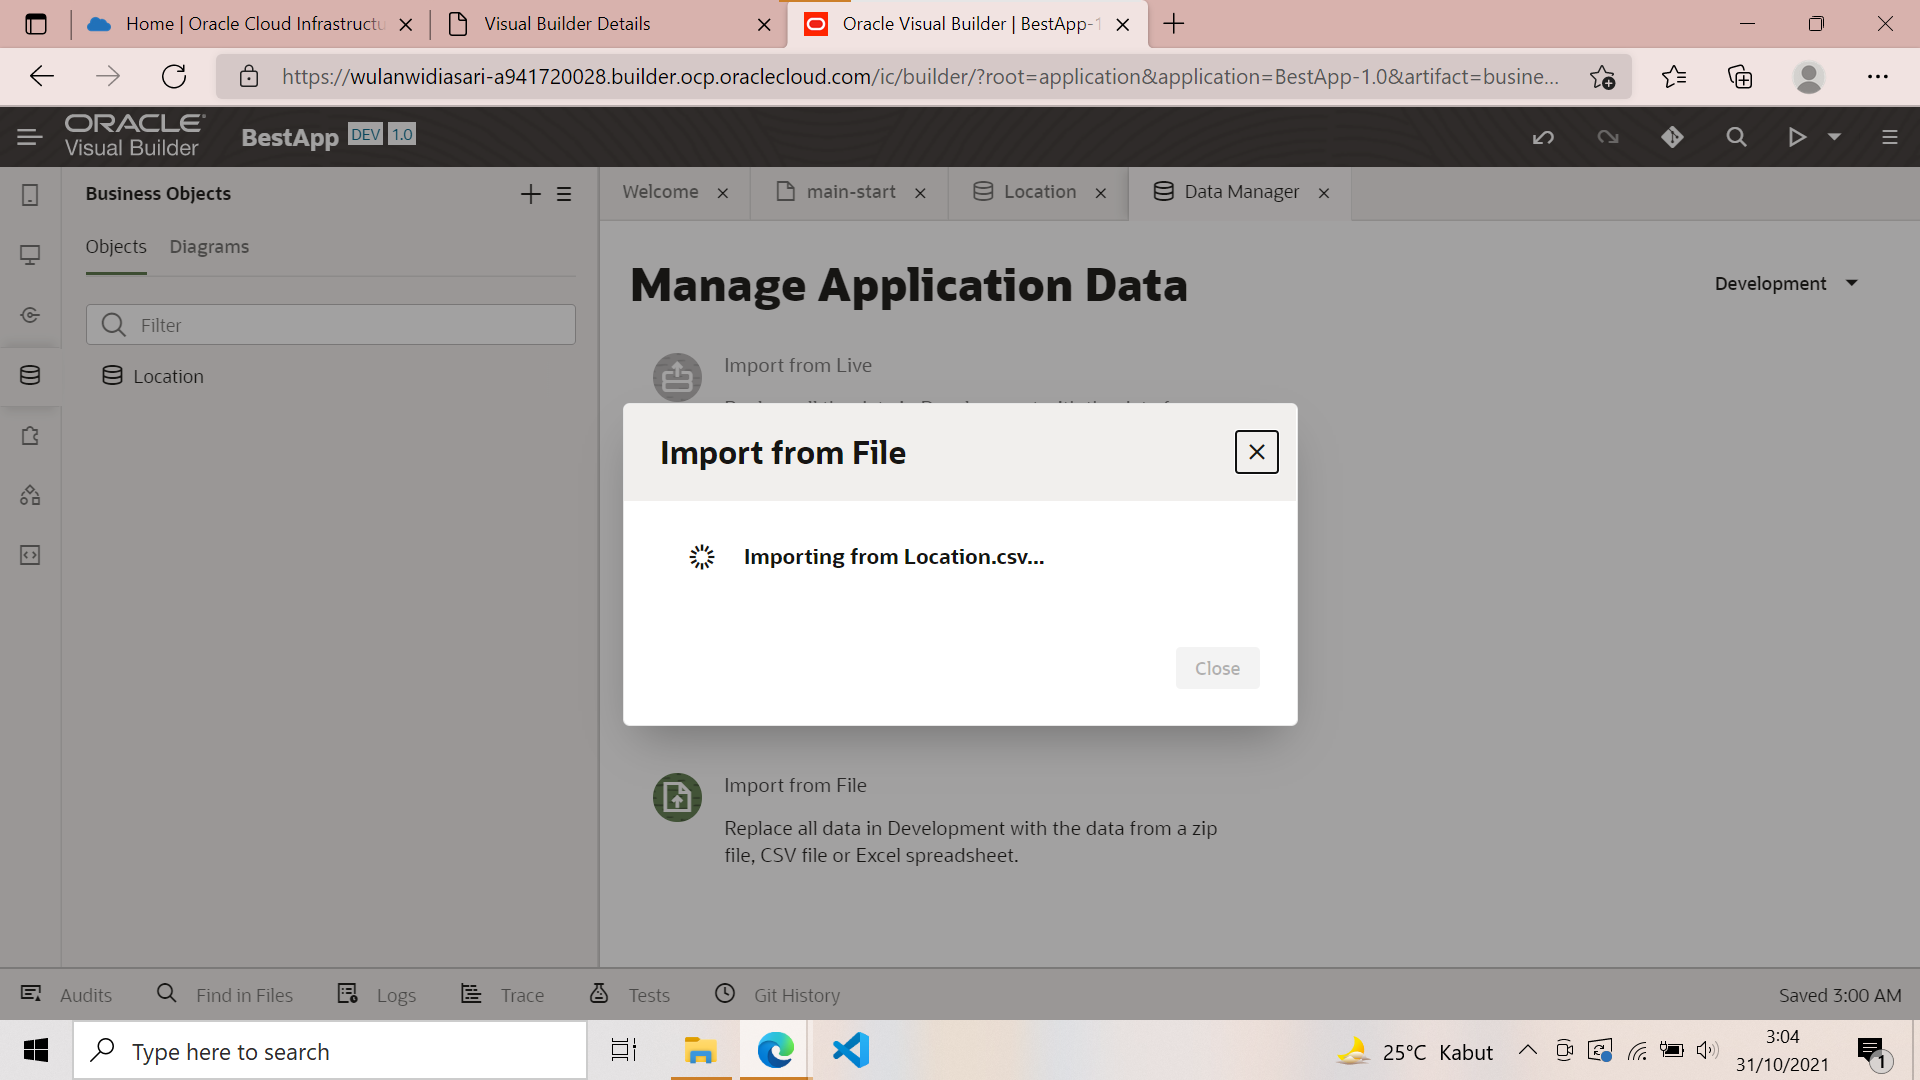 Home | Oracle Cloud Infrastructu
Visual Builder Details
Oracle Visual Builder | BestApp-1
https://wulanwidiasari-a941720028.builder.ocp.oraclecloud.com/ic/builder/?root=application&application=BestApp-1.0&artifact=busine...
ORACLE
Visual Builder
BestApp DEV 1.0
Business Objects
Welcome
main-start
Location
Data Manager
Objects Diagrams
Filter
Location
Manage Application Data
Development
Import from Live
Import from File
Importing from Location.csv...
Close
Import from File
Replace all data in Development with the data from a zip
file, CSV file or Excel spreadsheet.
Audits
Find in Files
Logs
Trace
Tests
Git History
Saved 3:00 AM
Type here to search
25°C Kabut
3:04
31/10/2021
1